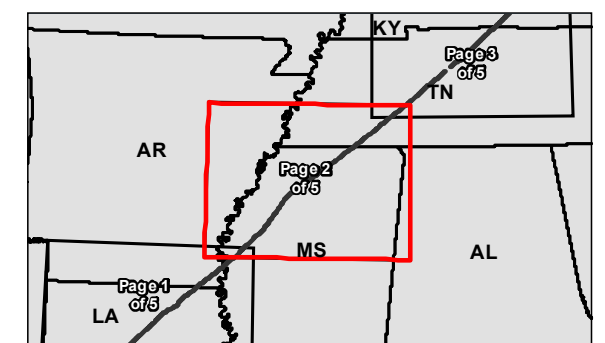 KY
Page 3
of 5
TN
AR
Page 2
of 5
MS
AL
Page 1
of 5
LA